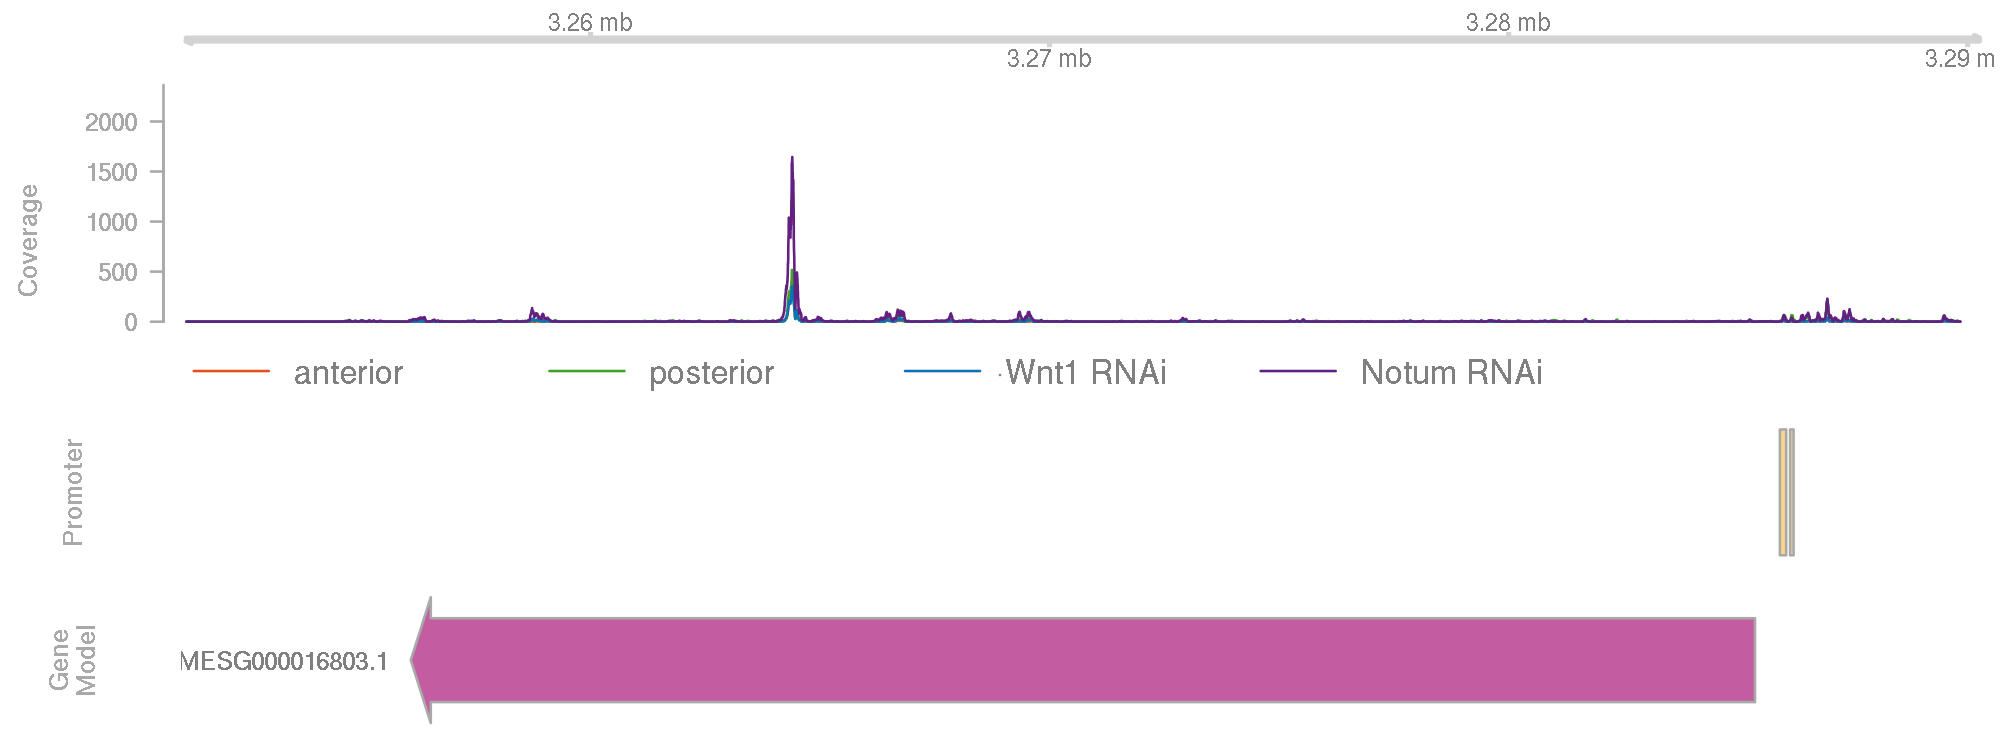 3.26 mb
3.28 mb
3.27 mb
3.29 m
Coverage
2000
1500
1000
500
0
anterior
posterior
Wnt1 RNAi
Notum RNAi
Promoter
Gene
Model
MESG000016803.1